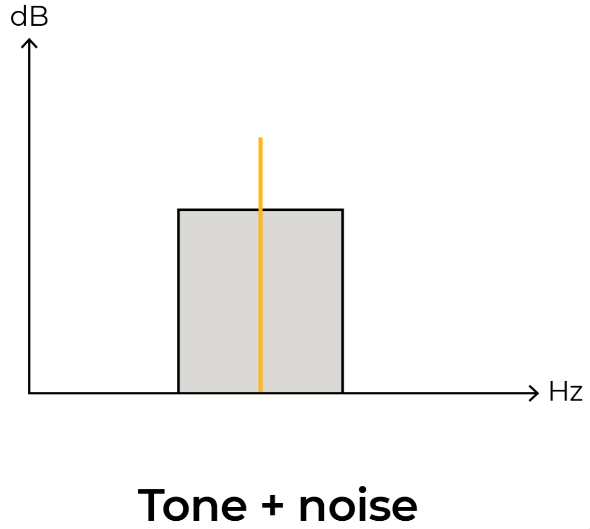 dB
Hz
Tone + noise